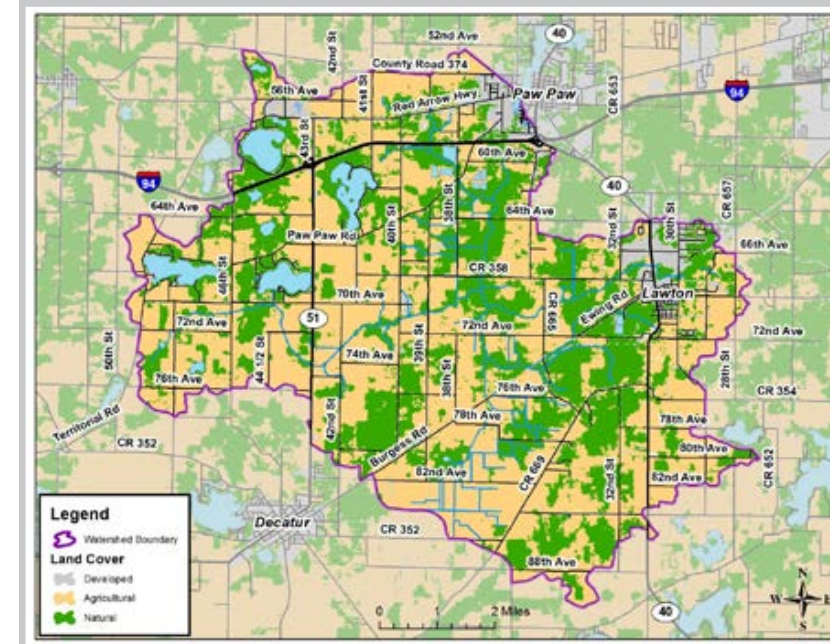 52nd Ave
40
42nd St
County Road 374
56th Ave
41st St
Red Arrow Hwy
Paw Paw
CR 653
94
43rd St
60th Ave
94
40
64th Ave
38th St
64th Ave
32nd St
30th St
CR 657
40th St
Paw Paw Rd
66th Ave
46th St
CR 358
70th Ave
CR 665
Ewing Rd
Lawton
72nd Ave
51
72nd Ave
72nd Ave
50th St
44 1/2 St
74th Ave
39th St
38th St
28th St
76th Ave
76th Ave
CR 354
Territorial Rd
42nd St
78th Ave
78th Ave
CR 352
Burgess Rd
80th Ave
82nd Ave
CR 669
32nd St
82nd Ave
CR 652
Decatur
CR 352
88th Ave
Legend
Watershed Boundary
Land Cover
Developed
Agricultural
Natural
0 1 2 Miles
40
N
W E
S